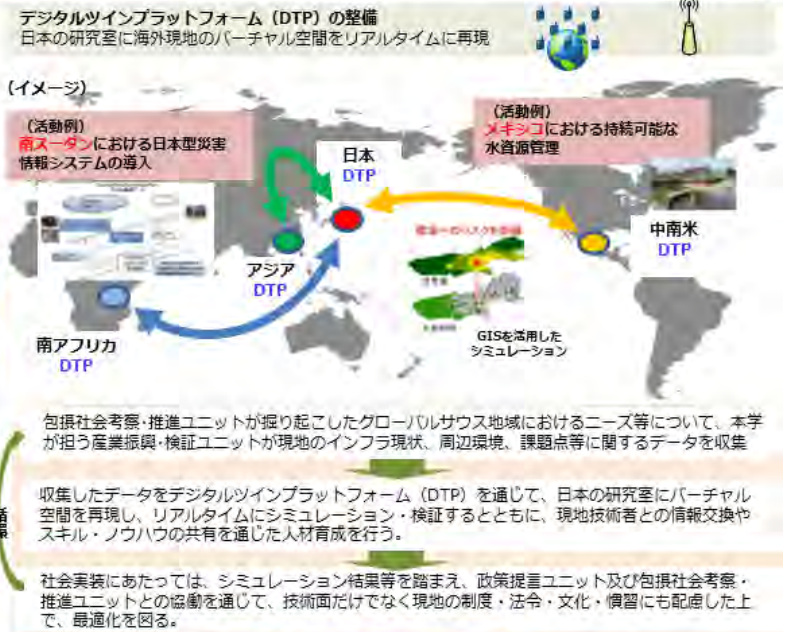 デジタルツインプラットフォーム（DTP）の整備
日本の研究室に海外現地のバーチャル空間をリアルタイムに再現
（イメージ）
（活動例）
南スーダンにおける日本型災害
情報システムの導入
（活動例）
メキシコにおける持続可能な
水資源管理
日本
DTP
アジア
DTP
中南米
DTP
南アフリカ
DTP
GISを活用した
シミュレーション
包摂社会考察・推進ユニットが掘り起こしたグローバルサウス地域におけるニーズ等について、本学
が担う産業振興・検証ユニットが現地のインフラ現状、周辺環境、課題点等に関するデータを収集
収集したデータをデジタルツインプラットフォーム（DTP）を通じて、日本の研究室にバーチャル
空間を再現し、リアルタイムにシミュレーション・検証するとともに、現地技術者との情報交換や
スキル・ノウハウの共有を通じた人材育成を行う。
社会実装にあたっては、シミュレーション結果等を踏まえ、政策提言ユニット及び包摂社会考察・
推進ユニットとの協働を通じて、技術面だけでなく現地の制度・法令・文化・慣習にも配慮した上
で、最適化を図る。